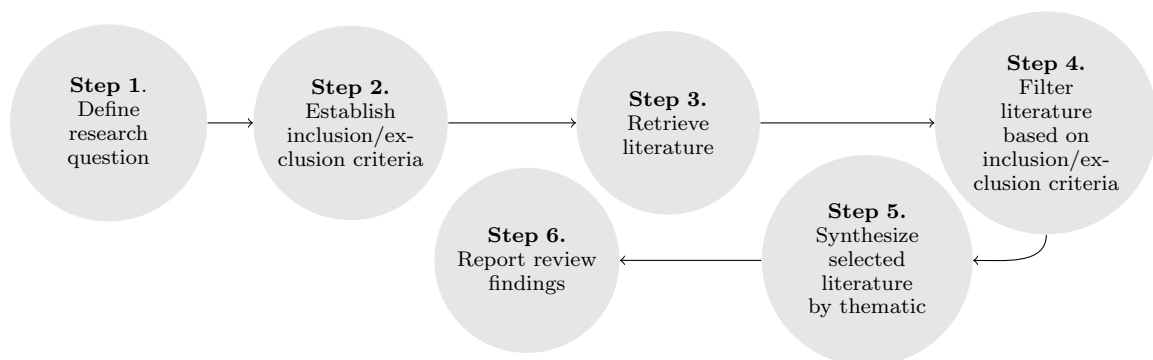 Step 1.
Define
research
question
Step 2.
Establish
inclusion/ex-
clusion criteria
Step 3.
Retrieve
literature
Step 4.
Filter
literature
based on
inclusion/ex-
clusion criteria
Step 5.
Synthesize
selected
literature
by thematic
Step 6.
Report review
findings